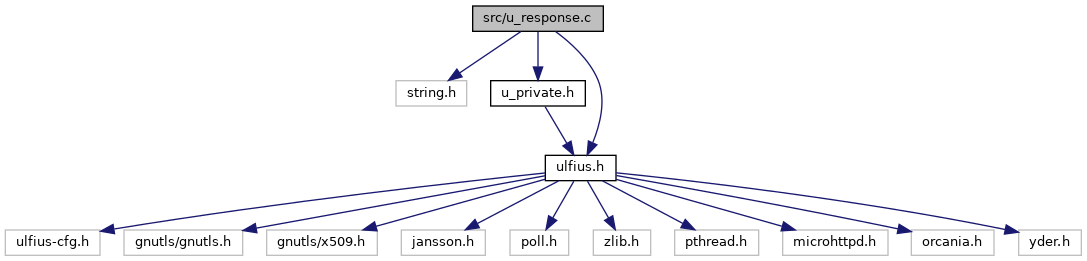 src/u_response.c
string.h
u_private.h
ulfius.h
ulfius-cfg.h
gnutls/gnutls.h
gnutls/x509.h
jansson.h
poll.h
zlib.h
pthread.h
microhttpd.h
orcania.h
yder.h